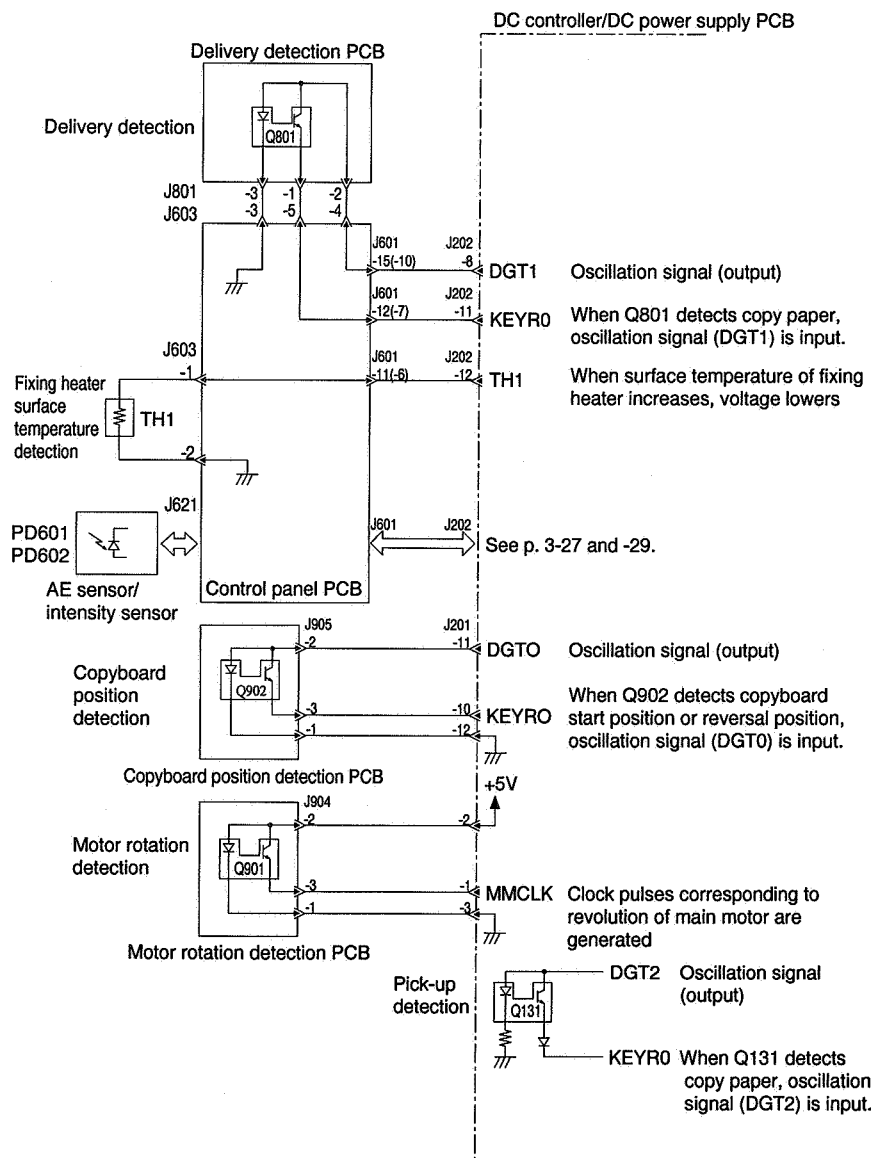 DC controller/DC power supply PCB
Delivery detection PCB
Delivery detection
Q801
J801 -3 -1 -2
J603 -3 -5 -4
J601 J202
-15(-10) -8 DGT1 Oscillation signal (output)
J601 J202
-12(-7) -11 KEYR0 When Q801 detects copy paper,
oscillation signal (DGT1) is input.
J603
-1
J601 J202
-11(-6) -12 TH1 When surface temperature of fixing
heater increases, voltage lowers
Fixing heater
surface
temperature
detection
TH1
-2
J621
PD601
PD602
AE sensor/
intensity sensor
J601 J202
See p. 3-27 and -29.
Control panel PCB
J905 J201
-2 -11 DGTO Oscillation signal (output)
Copyboard
position
detection
Q902
-3 -10 KEYRO When Q902 detects copyboard
start position or reversal position,
oscillation signal (DGT0) is input.
-1 -12
Copyboard position detection PCB
+5V
J904
-2 -2
Motor rotation
detection
Q901
-3 -1 MMCLK Clock pulses corresponding to
revolution of main motor are
generated
-1 -3
Motor rotation detection PCB
Pick-up
detection
Q131
DGT2 Oscillation signal
(output)
KEYR0 When Q131 detects
copy paper, oscillation
signal (DGT2) is input.